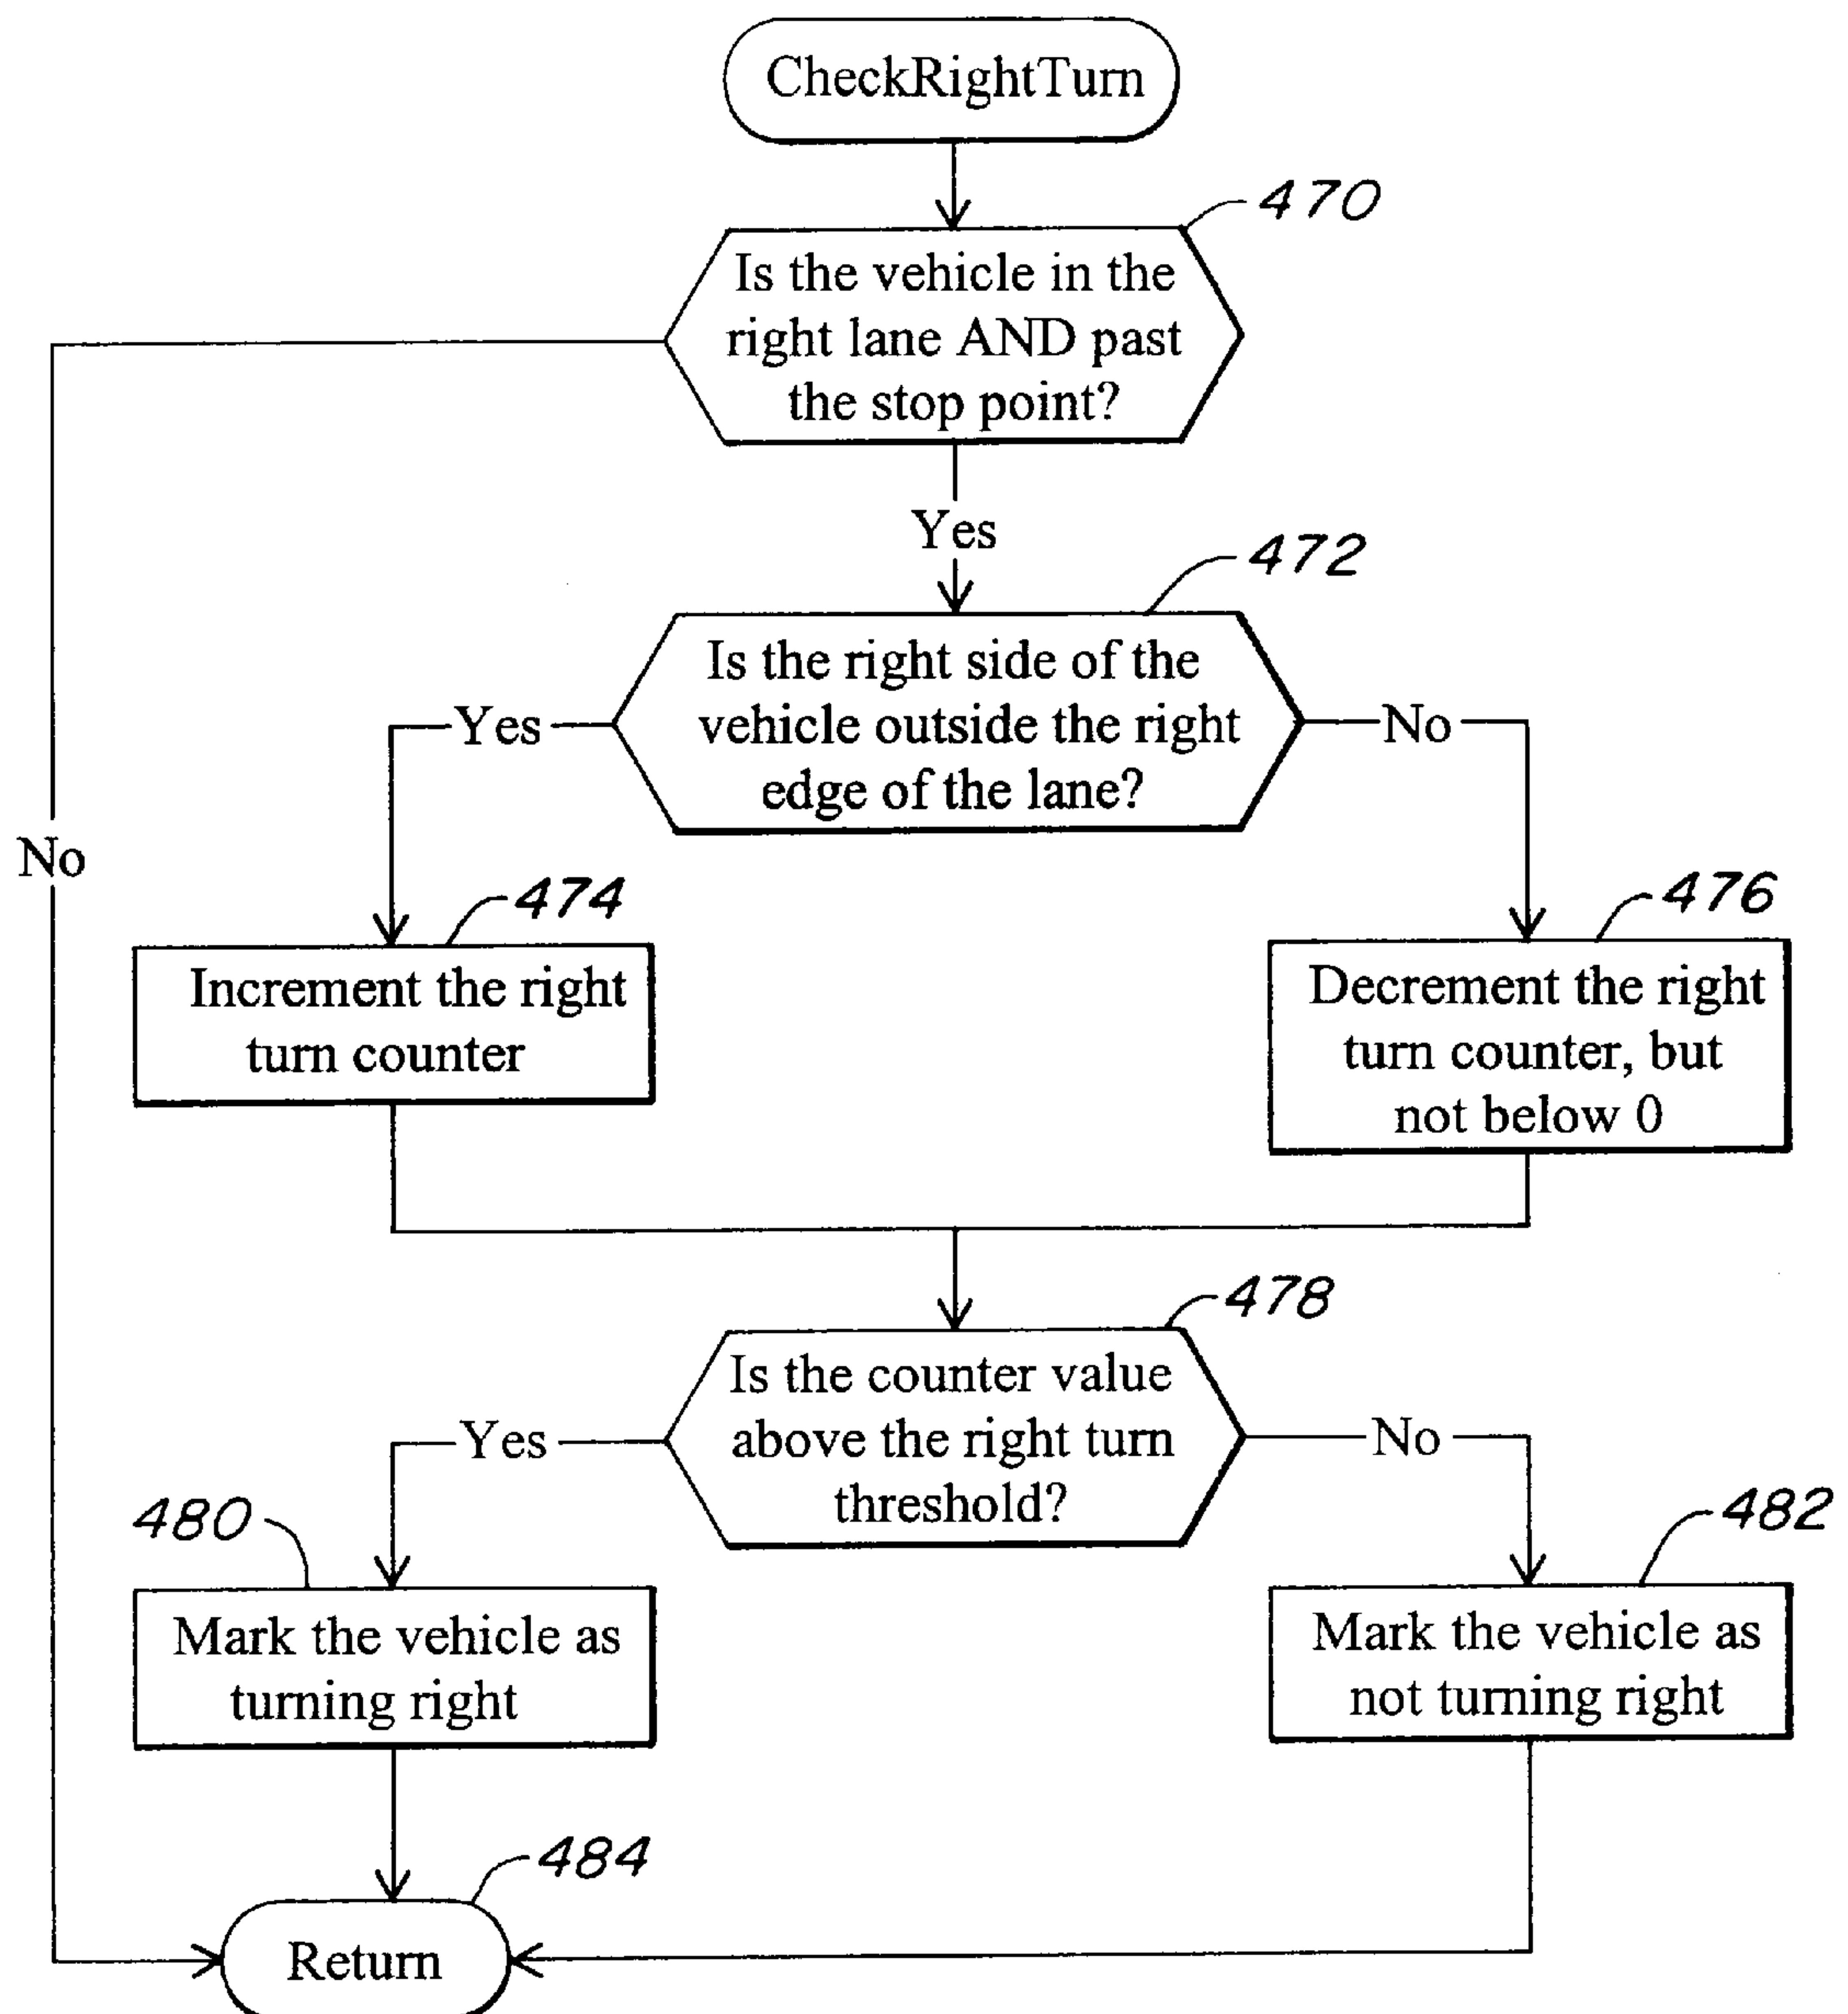 CheckRightTurn
470
Is the vehicle in the
right lane AND past
the stop point?
Yes
472
Is the right side of the
vehicle outside the right
edge of the lane?
Yes
No
No
474
Increment the right
turn counter
476
Decrement the right
turn counter, but
not below 0
478
Is the counter value
above the right turn
threshold?
Yes
No
480
Mark the vehicle as
turning right
482
Mark the vehicle as
not turning right
484
Return